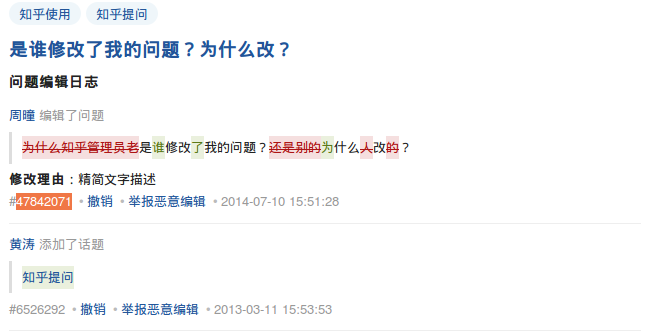 知乎使用 知乎提问
是谁修改了我的问题？为什么改？
问题编辑日志
周瞳 编辑了问题
为什么知乎管理员老是谁修改了我的问题？还是别的为什么人改的？
修改理由：精简文字描述
#47842071 • 撤销 • 举报恶意编辑 • 2014-07-10 15:51:28
黄涛 添加了话题
知乎提问
#6526292 • 撤销 • 举报恶意编辑 • 2013-03-11 15:53:53